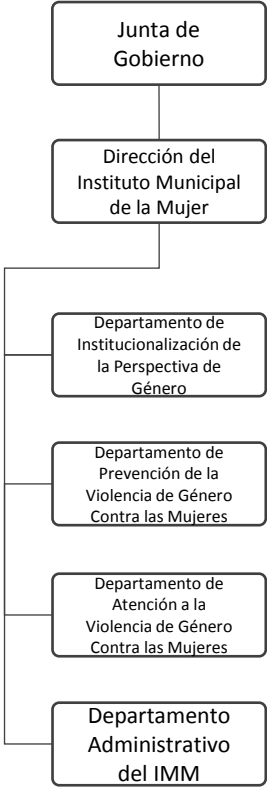 Junta de
Gobierno
Dirección del
Instituto Municipal
de la Mujer
Departamento de
Institucionalización de
la Perspectiva de
Género
Departamento de
Prevención de la
Violencia de Género
Contra las Mujeres
Departamento de
Atención a la
Violencia de Género
Contra las Mujeres
Departamento
Administrativo
del IMM